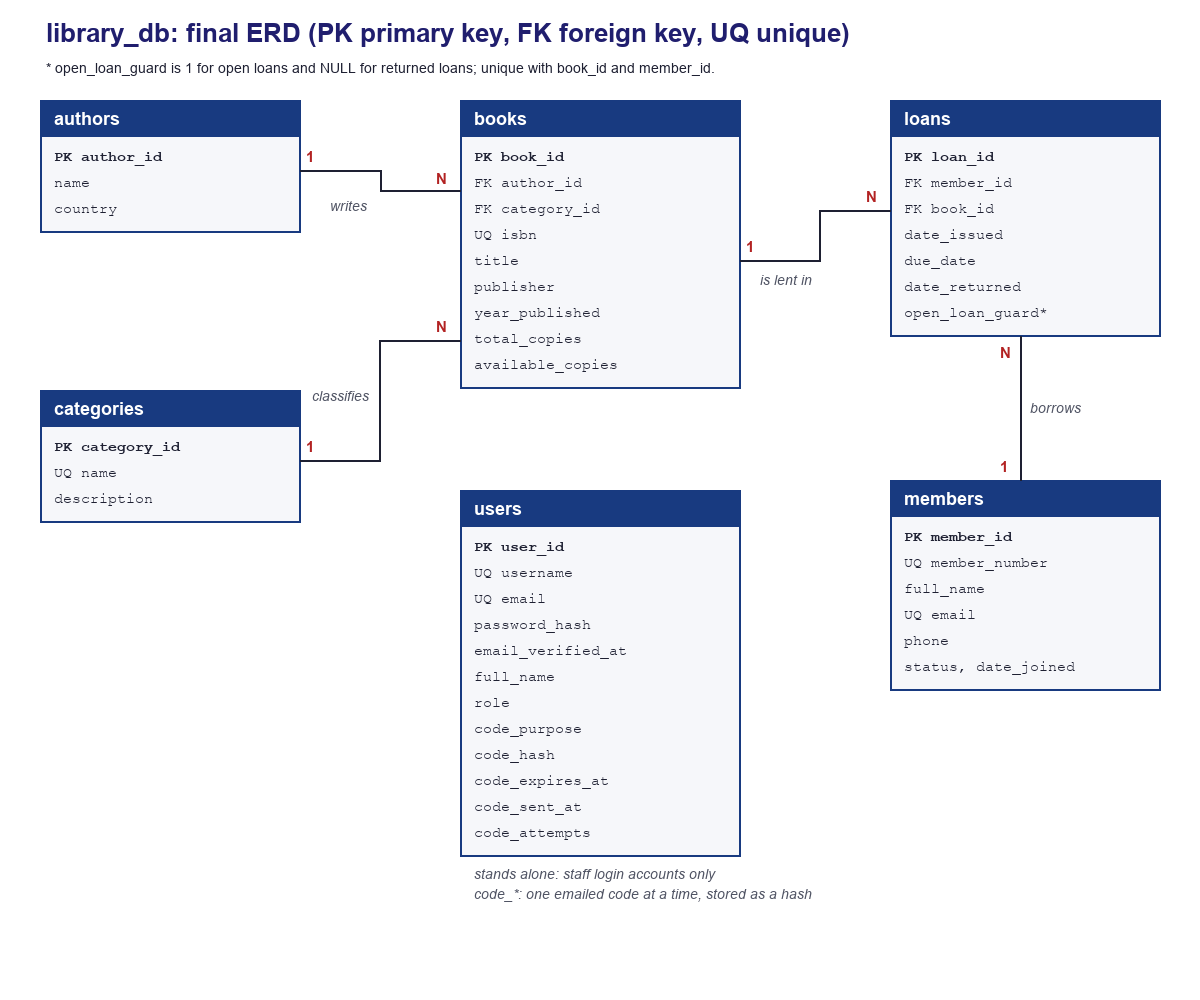 library_db: final ERD (PK primary key, FK foreign key, UQ unique)
* open_loan_guard is 1 for open loans and NULL for returned loans; unique with book_id and member_id.
authors
PK author_id
name
country
1
N
writes
books
PK book_id
FK author_id
FK category_id
UQ isbn
title
publisher
year_published
total_copies
available_copies
1
N
is lent in
loans
PK loan_id
FK member_id
FK book_id
date_issued
due_date
date_returned
open_loan_guard*
N
borrows
1
categories
PK category_id
UQ name
description
N
classifies
1
users
PK user_id
UQ username
UQ email
password_hash
email_verified_at
full_name
role
code_purpose
code_hash
code_expires_at
code_sent_at
code_attempts
stands alone: staff login accounts only
code_*: one emailed code at a time, stored as a hash
members
PK member_id
UQ member_number
full_name
UQ email
phone
status, date_joined